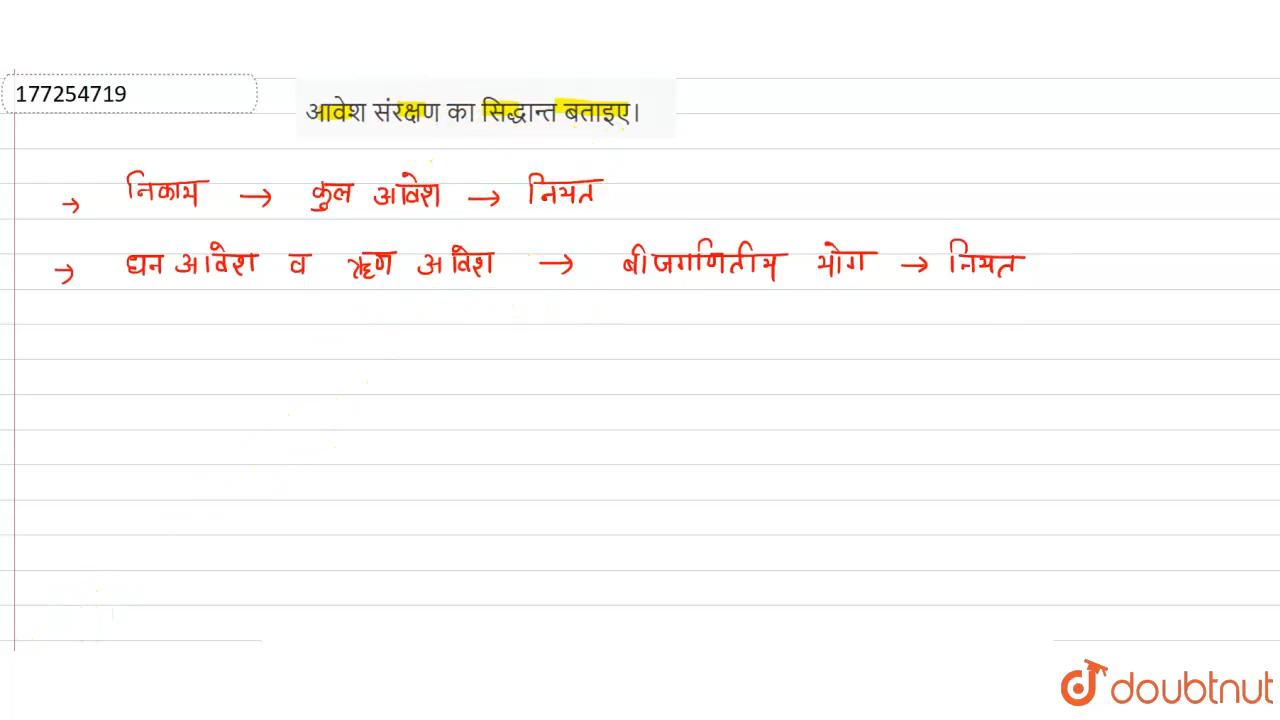 177254719
आवेश संरक्षण का सिद्धान्त बताइए।
→ निकाय → कुल आवेश → नियत
→ धन आवेश व ऋण आवेश → बीजगणितीय योग → नियत
doubtnut